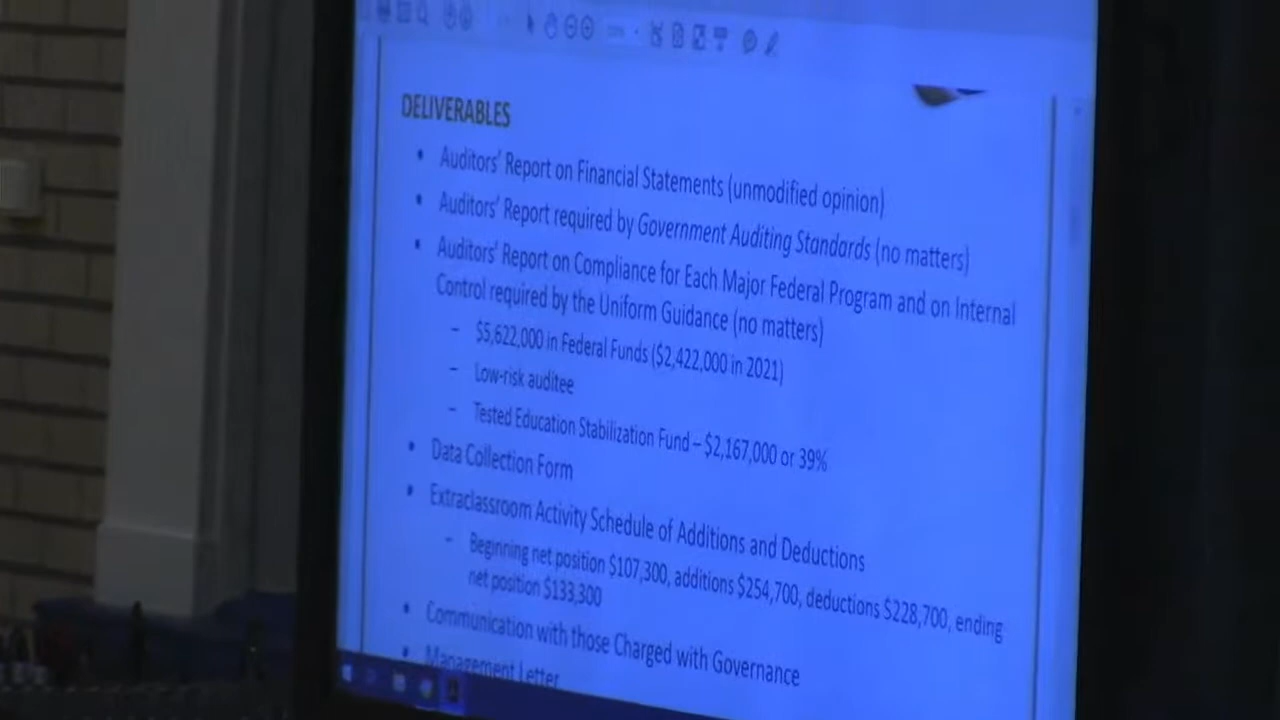 DELIVERABLES
• Auditors' Report on Financial Statements (unmodified opinion)
• Auditors' Report required by Government Auditing Standards (no matters)
• Auditors' Report on Compliance for Each Major Federal Program and on Internal
Control required by the Uniform Guidance (no matters)
– $5,622,000 in Federal Funds ($2,422,000 in 2021)
– Low-risk auditee
– Tested Education Stabilization Fund – $2,167,000 or 39%
• Data Collection Form
• Extraclassroom Activity Schedule of Additions and Deductions
– Beginning net position $107,300, additions $254,700, deductions $228,700, ending
net position $133,300
• Communication with those Charged with Governance
• Management Letter